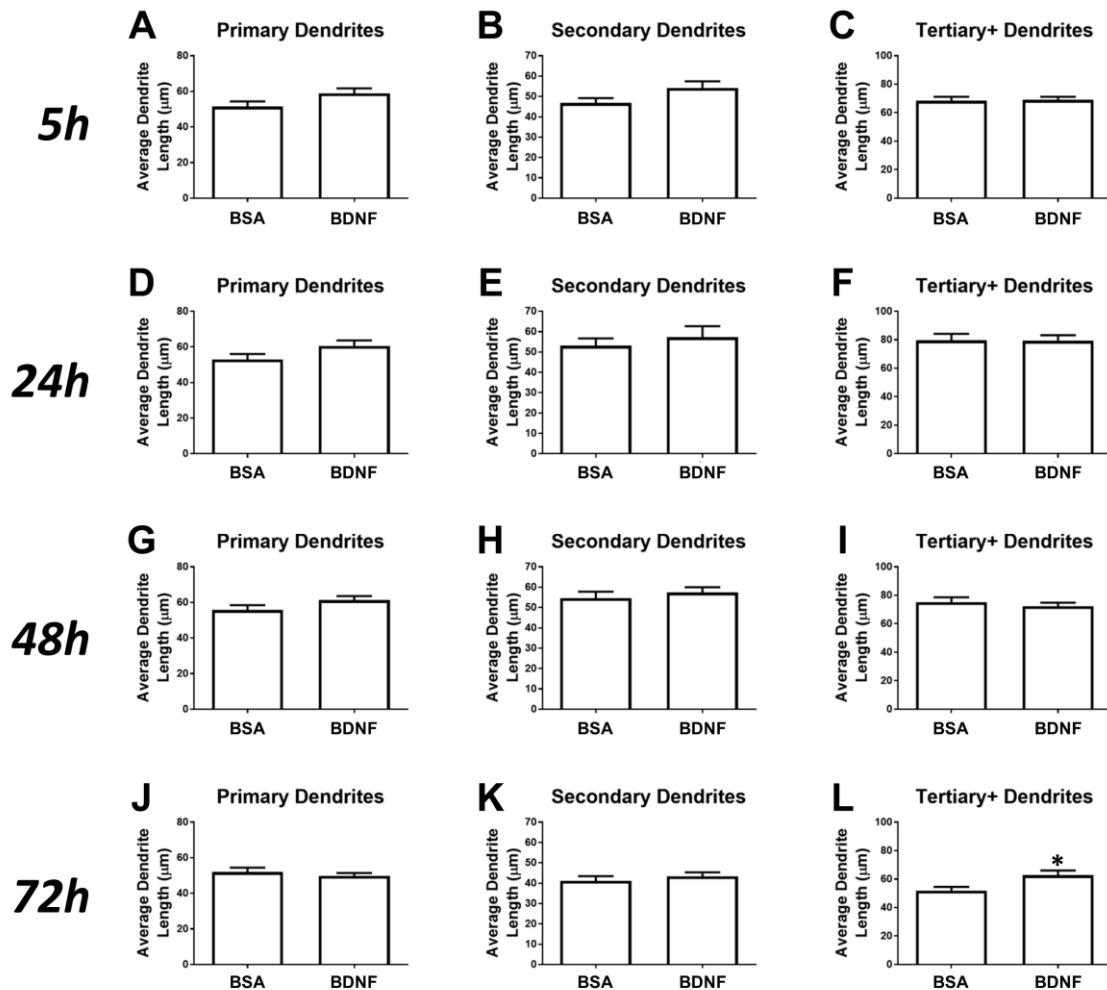 A Primary Dendrites
B Secondary Dendrites
C Tertiary+ Dendrites
5h
Average Dendrite
Length (μm)
80
60
40
20
0
BSA BDNF
Average Dendrite
Length (μm)
70
60
50
40
30
20
10
0
BSA BDNF
Average Dendrite
Length (μm)
100
80
60
40
20
0
BSA BDNF
D Primary Dendrites
E Secondary Dendrites
F Tertiary+ Dendrites
24h
Average Dendrite
Length (μm)
80
60
40
20
0
BSA BDNF
Average Dendrite
Length (μm)
70
60
50
40
30
20
10
0
BSA BDNF
Average Dendrite
Length (μm)
100
80
60
40
20
0
BSA BDNF
G Primary Dendrites
H Secondary Dendrites
I Tertiary+ Dendrites
48h
Average Dendrite
Length (μm)
80
60
40
20
0
BSA BDNF
Average Dendrite
Length (μm)
70
60
50
40
30
20
10
0
BSA BDNF
Average Dendrite
Length (μm)
100
80
60
40
20
0
BSA BDNF
J Primary Dendrites
K Secondary Dendrites
L Tertiary+ Dendrites
72h
Average Dendrite
Length (μm)
80
60
40
20
0
BSA BDNF
Average Dendrite
Length (μm)
70
60
50
40
30
20
10
0
BSA BDNF
Average Dendrite
Length (μm)
100
80
60
40
20
0
*
BSA BDNF